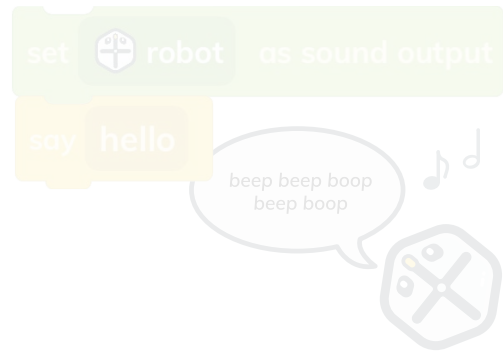 set robot as sound output
say hello
beep beep boop
beep boop